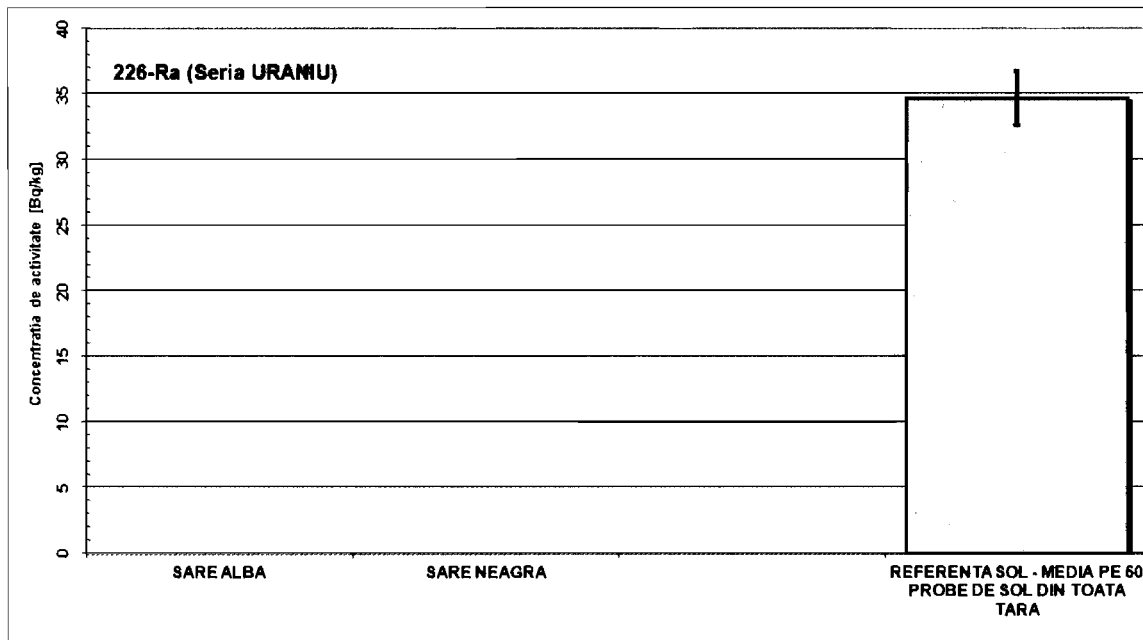 226-Ra (Seria URANIU)
Concentratia de activitate [Bq/kg]
40
35
30
25
20
15
10
5
0
SARE ALBA
SARE NEAGRA
REFERENTA SOL - MEDIA PE 60
PROBE DE SOL DIN TOATA
TARA